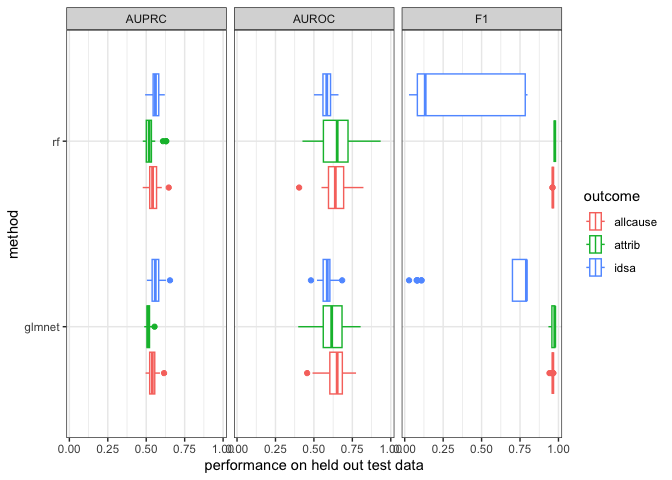 AUPRC
AUROC
F1
method
rf
glmnet
0.00 0.25 0.50 0.75 1.00
0.00 0.25 0.50 0.75 1.00
0.00 0.25 0.50 0.75 1.00
performance on held out test data
outcome
allcause
attrib
idsa